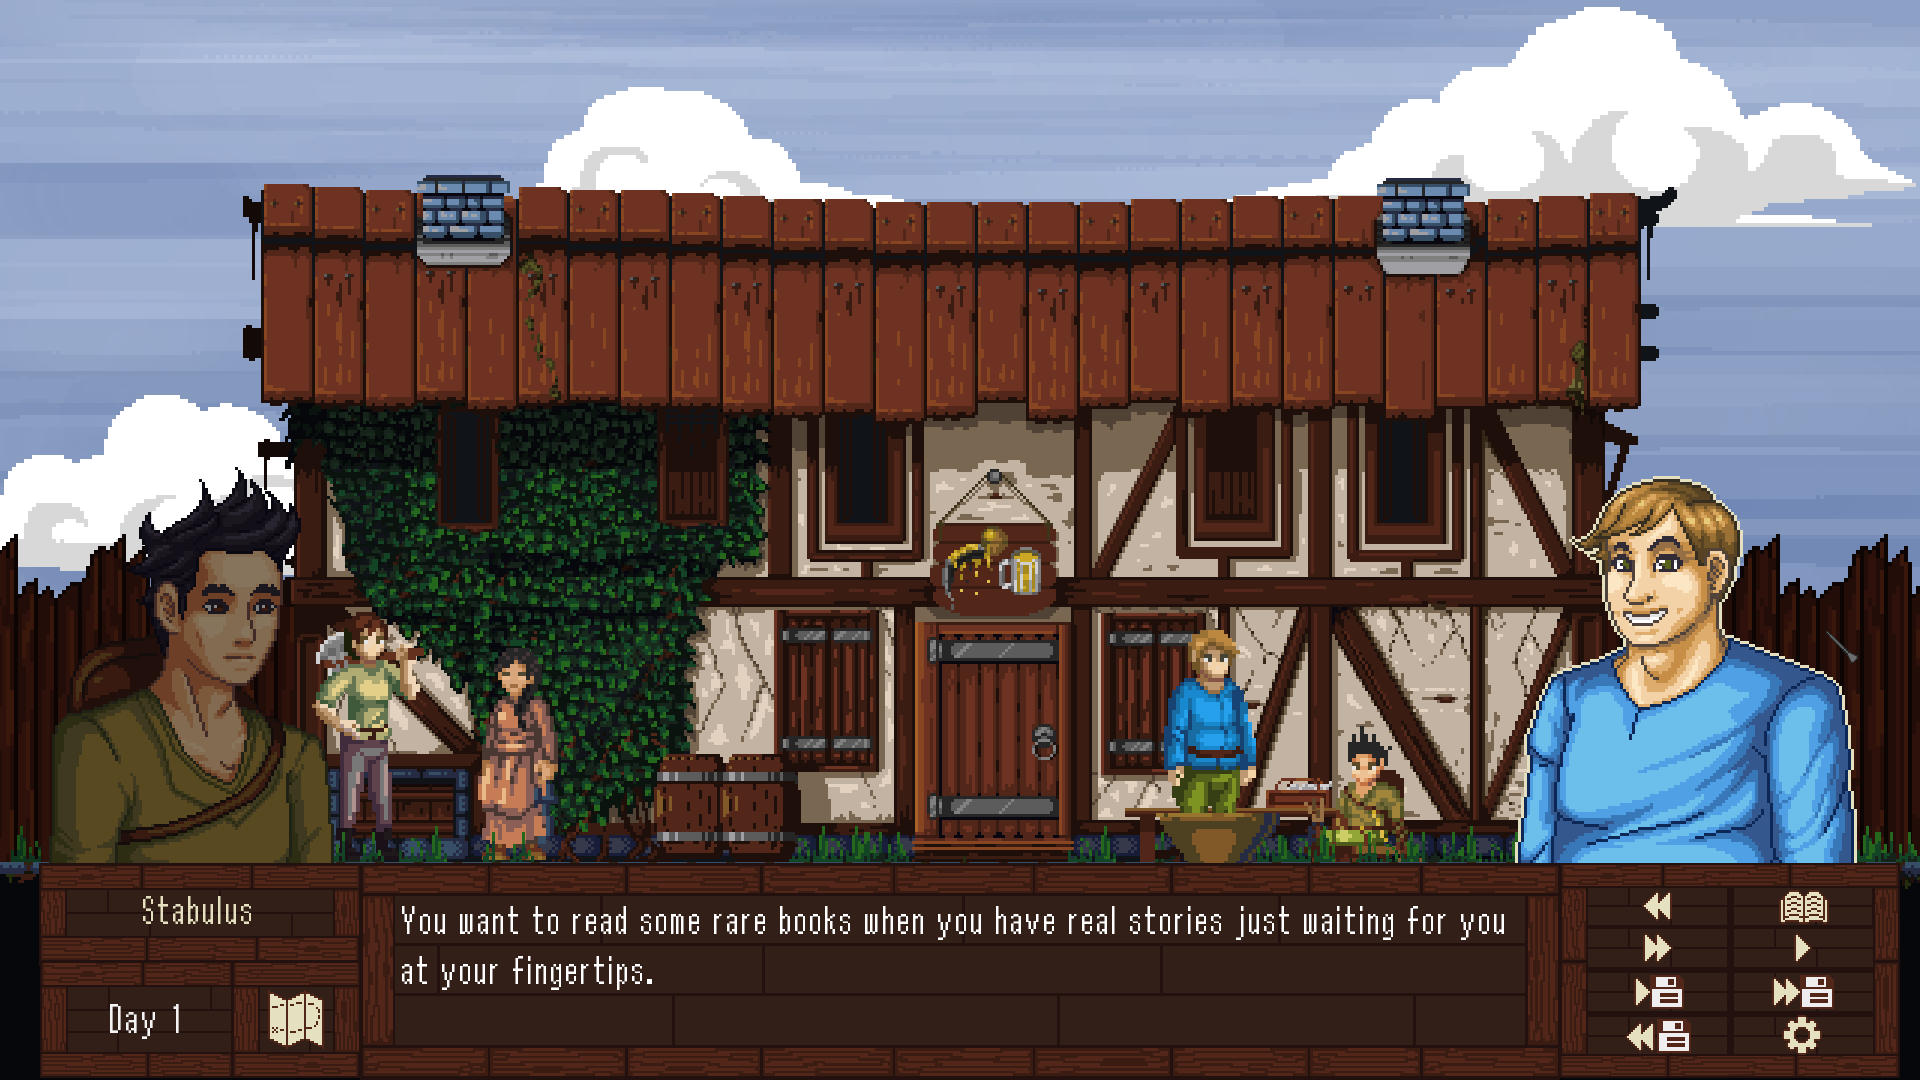 Stabulus
You want to read some rare books when you have real stories just waiting for you
at your fingertips.
Day 1